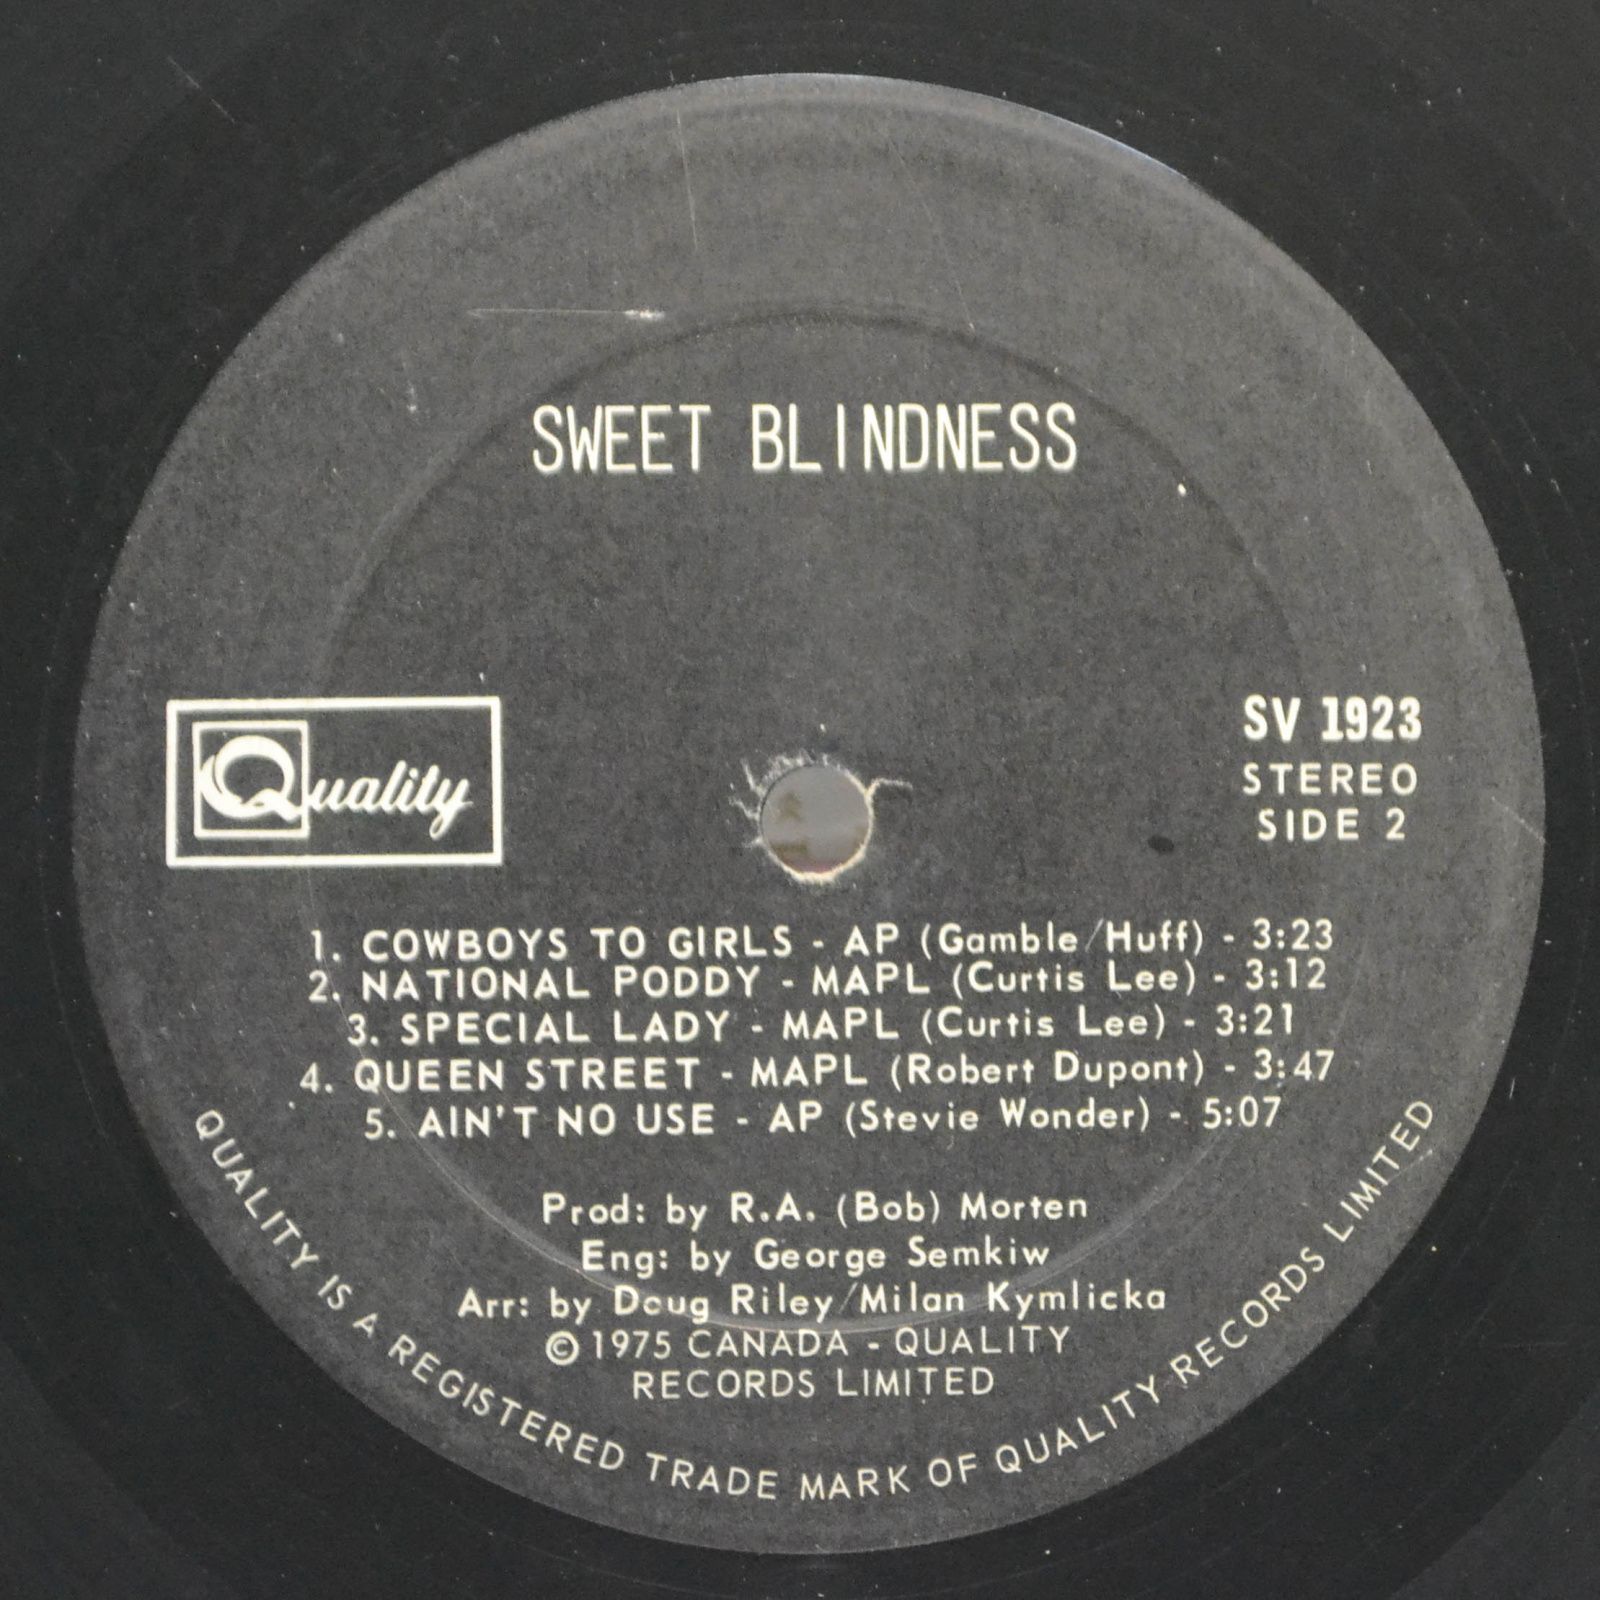 SWEET BLINDNESS
Quality
SV 1923
STEREO
SIDE 2
1. COWBOYS TO GIRLS - AP (Gamble/Huff) - 3:23
2. NATIONAL PODDY - MAPL (Curtis Lee) - 3:12
3. SPECIAL LADY - MAPL (Curtis Lee) - 3:21
4. QUEEN STREET - MAPL (Robert Dupont) - 3:47
5. AIN'T NO USE - AP (Stevie Wonder) - 5:07
Prod: by R.A. (Bob) Morten
Eng: by George Semkiw
Arr: by Doug Riley/Milan Kymlicka
© 1975 CANADA - QUALITY
RECORDS LIMITED
QUALITY IS A REGISTERED TRADE MARK OF QUALITY RECORDS LIMITED